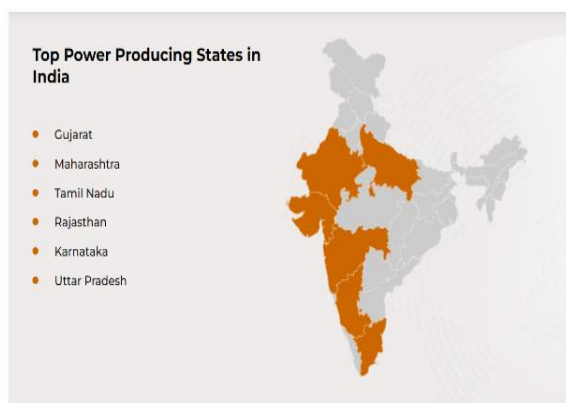 Top Power Producing States in
India
Gujarat
Maharashtra
Tamil Nadu
Rajasthan
Karnataka
Uttar Pradesh